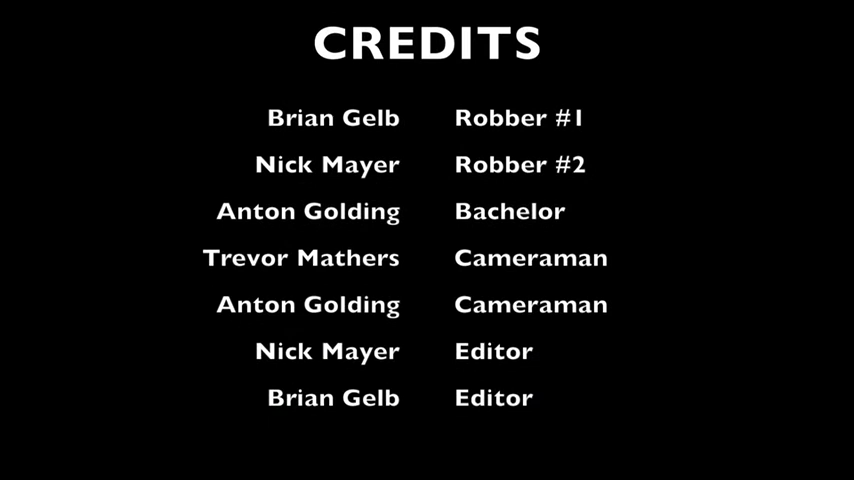 CREDITS
Brian Gelb Robber #1
Nick Mayer Robber #2
Anton Golding Bachelor
Trevor Mathers Cameraman
Anton Golding Cameraman
Nick Mayer Editor
Brian Gelb Editor